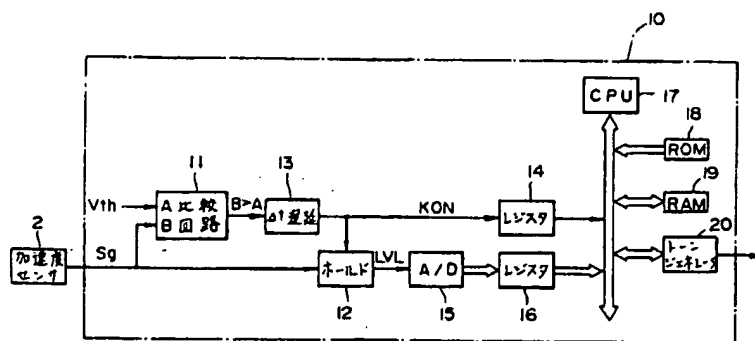 10
CPU
17
18
ROM
19
RAM
20
トーン
ジェネレータ
11
13
14
Vth
A 比較
B 回路
B>A
Δt
KON
レジスタ
2
加速度
センサ
Sg
ホールド
12
LVL
A/D
15
レジスタ
16